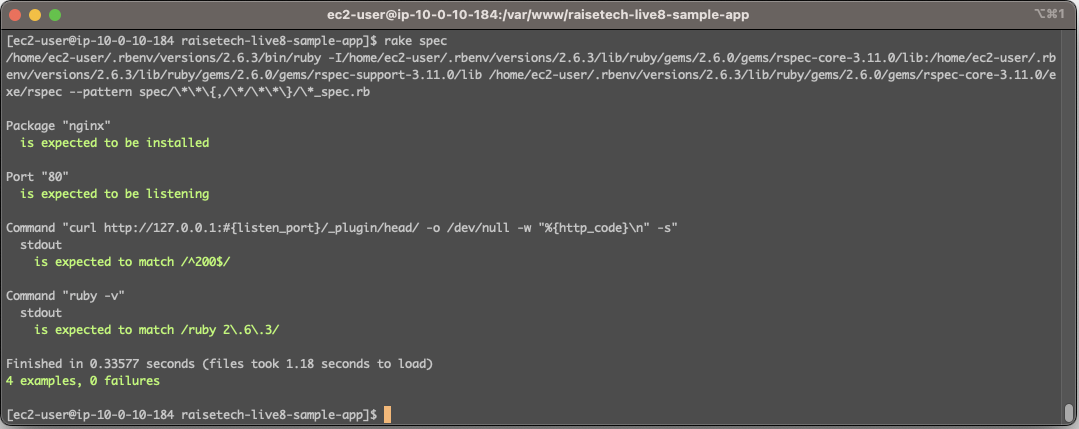 ec2-user@ip-10-0-10-184:/var/www/raisetech-live8-sample-app
⌥⌘1
[ec2-user@ip-10-0-10-184 raisetech-live8-sample-app]$ rake spec
/home/ec2-user/.rbenv/versions/2.6.3/bin/ruby -I/home/ec2-user/.rbenv/versions/2.6.3/lib/ruby/gems/2.6.0/gems/rspec-core-3.11.0/lib:/home/ec2-user/.rb
env/versions/2.6.3/lib/ruby/gems/2.6.0/gems/rspec-support-3.11.0/lib /home/ec2-user/.rbenv/versions/2.6.3/lib/ruby/gems/2.6.0/gems/rspec-core-3.11.0/e
xe/rspec --pattern spec/\*\*\{,/\*/\*\*\}/\*_spec.rb
Package "nginx"
is expected to be installed
Port "80"
is expected to be listening
Command "curl http://127.0.0.1:#{listen_port}/_plugin/head/ -o /dev/null -w "%{http_code}\n" -s"
stdout
is expected to match /^200$/
Command "ruby -v"
stdout
is expected to match /ruby 2\.6\.3/
Finished in 0.33577 seconds (files took 1.18 seconds to load)
4 examples, 0 failures
[ec2-user@ip-10-0-10-184 raisetech-live8-sample-app]$